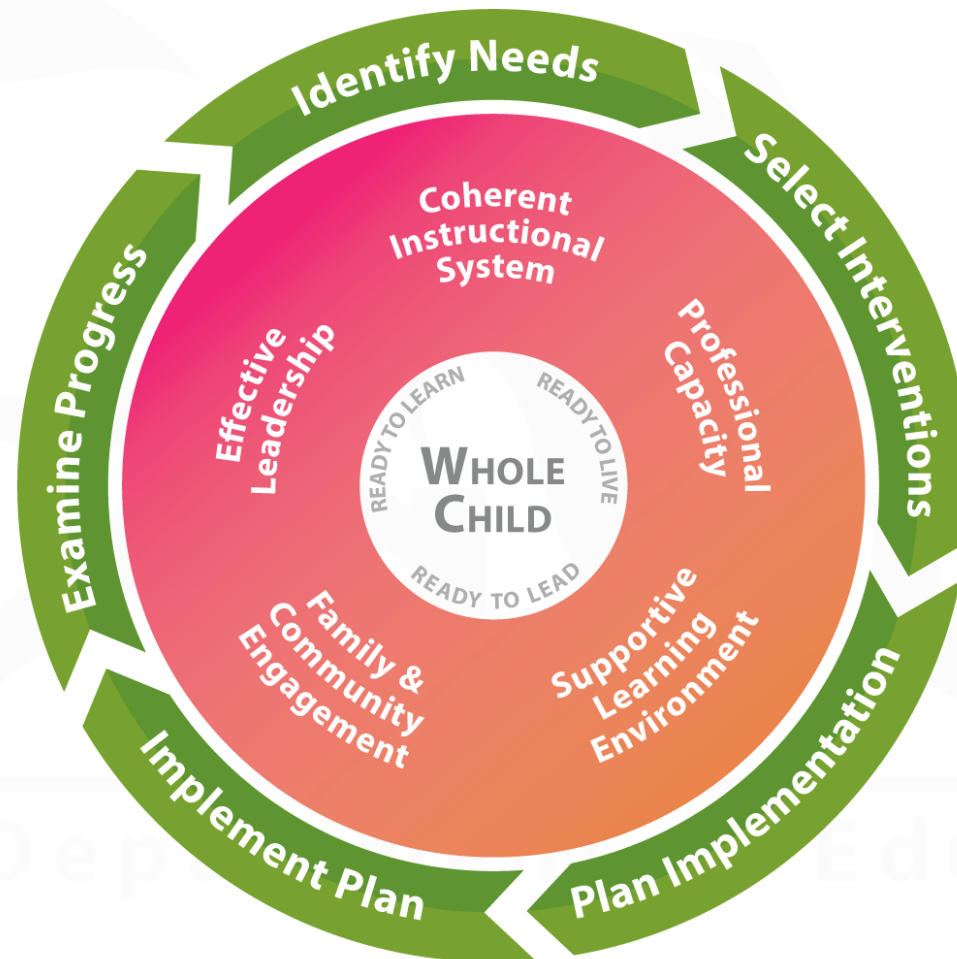 Identify Needs
Select Interventions
Plan Implementation
Implement Plan
Examine Progress
Coherent
Instructional
System
Professional
Capacity
Supportive
Learning
Environment
Family &
Community
Engagement
Effective
Leadership
READY TO LEARN
READY TO LIVE
READY TO LEAD
WHOLE
CHILD